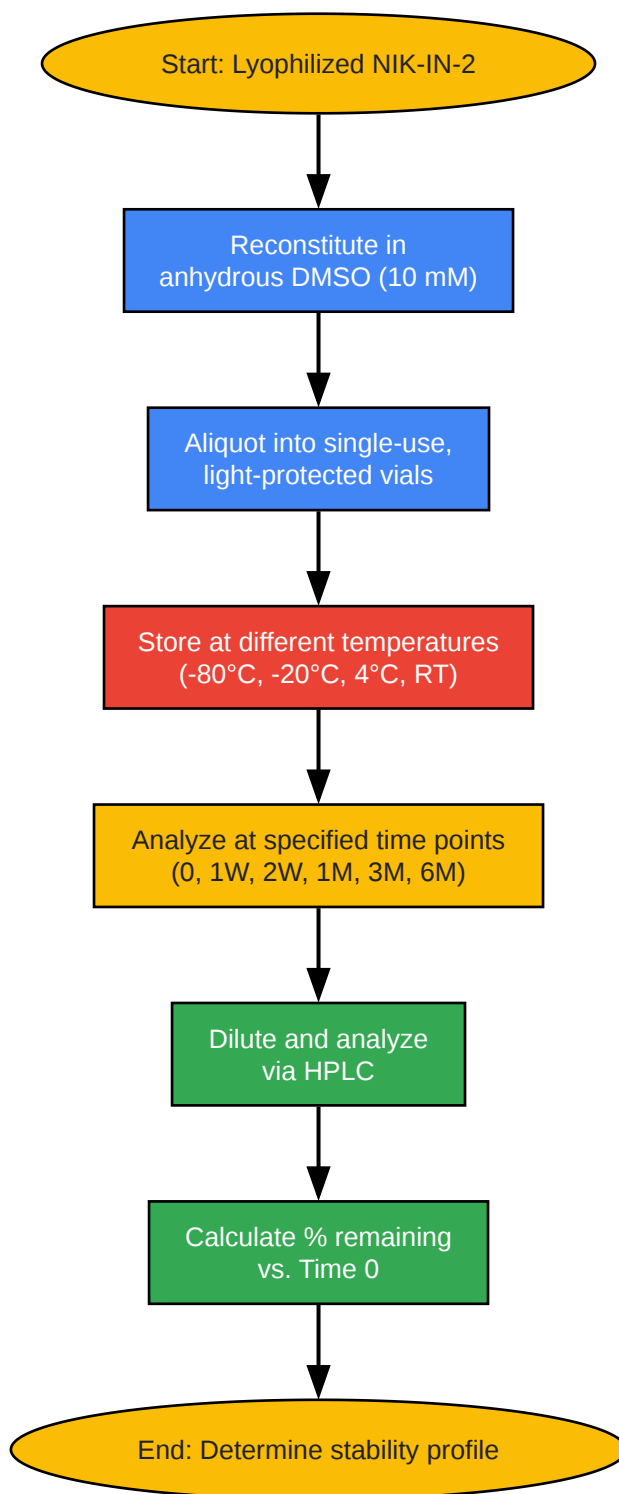 Start: Lyophilized NIK-IN-2
Reconstitute in
anhydrous DMSO (10 mM)
Aliquot into single-use,
light-protected vials
Store at different temperatures
(-80°C, -20°C, 4°C, RT)
Analyze at specified time points
(0, 1W, 2W, 1M, 3M, 6M)
Dilute and analyze
via HPLC
Calculate % remaining
vs. Time 0
End: Determine stability profile